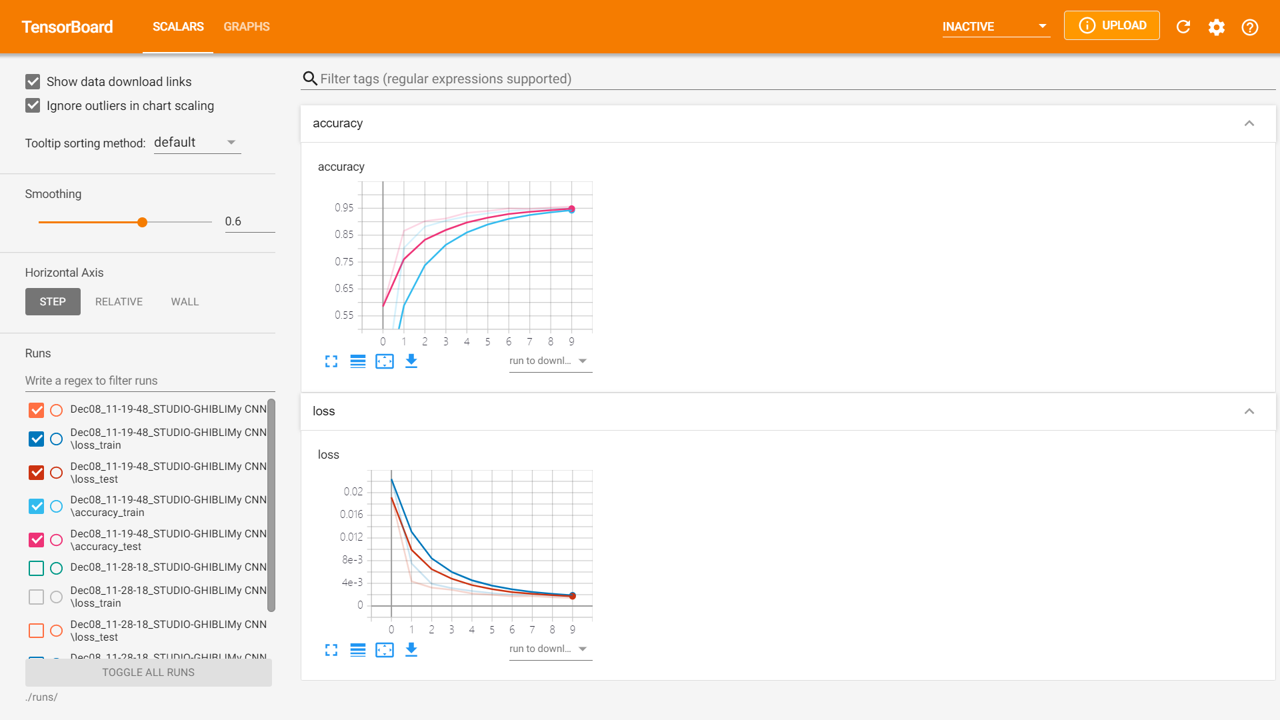 TensorBoard SCALARS GRAPHS INACTIVE UPLOAD
Show data download links
Ignore outliers in chart scaling
Tooltip sorting method: default
Smoothing
0.6
Horizontal Axis
STEP RELATIVE WALL
Runs
Write a regex to filter runs
Dec08_11-19-48_STUDIO-GHIBLIMy CNN
Dec08_11-19-48_STUDIO-GHIBLIMy CNN
\loss_train
Dec08_11-19-48_STUDIO-GHIBLIMy CNN
\loss_test
Dec08_11-19-48_STUDIO-GHIBLIMy CNN
\accuracy_train
Dec08_11-19-48_STUDIO-GHIBLIMy CNN
\accuracy_test
Dec08_11-28-18_STUDIO-GHIBLIMy CNN
Dec08_11-28-18_STUDIO-GHIBLIMy CNN
\loss_train
Dec08_11-28-18_STUDIO-GHIBLIMy CNN
\loss_test
Dec08_11-28-18_STUDIO-GHIBLIMy CNN
TOGGLE ALL RUNS
./runs/
Filter tags (regular expressions supported)
accuracy
accuracy
0.95
0.85
0.75
0.65
0.55
0 1 2 3 4 5 6 7 8 9
run to downl...
loss
loss
0.02
0.016
0.012
8e-3
4e-3
0
0 1 2 3 4 5 6 7 8 9
run to downl...